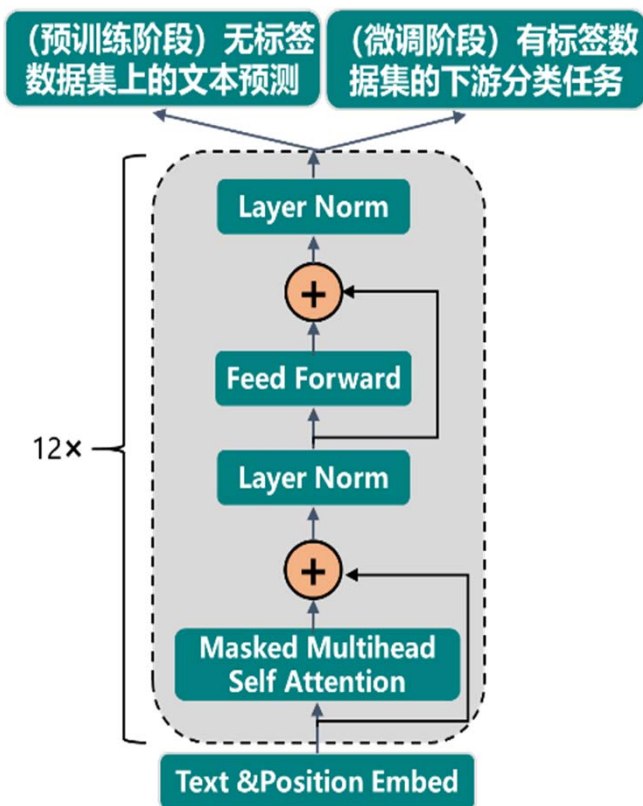 （预训练阶段）无标签
数据集上的文本预测
（微调阶段）有标签数
据集的下游分类任务
Layer Norm
+
Feed Forward
12×
Layer Norm
+
Masked Multihead
Self Attention
Text &Position Embed